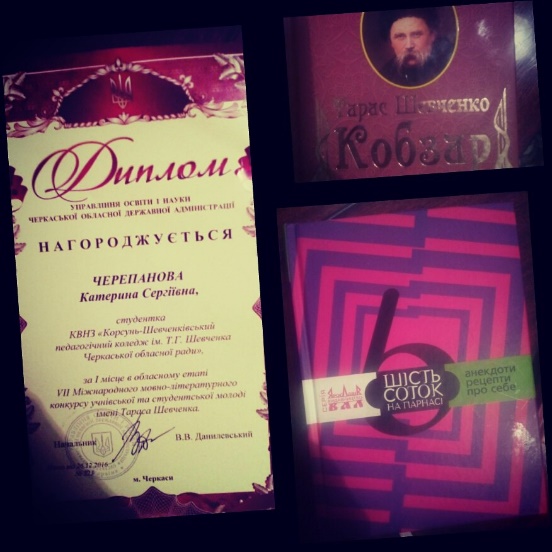 Диплом
УПРАВЛІННЯ ОСВІТИ І НАУКИ
ЧЕРКАСЬКОЇ ОБЛАСНОЇ ДЕРЖАВНОЇ АДМІНІСТРАЦІЇ
НАГОРОДЖУЄТЬСЯ
ЧЕРЕПАНОВА
Катерина Сергіївна,
студентка
КВНЗ «Корсунь-Шевченківський
педагогічний коледж ім. Т.Г. Шевченка
Черкаської обласної ради»,
за І місце в обласному етапі
VII Міжнародного мовно-літературного
конкурсу учнівської та студентської молоді
імені Тараса Шевченка.
Начальник
В.В. Данилевський
12.2016
м. Черкаси
Тарас Шевченко
Кобзар
6
ШІСТЬ
СОТОК
НА ПАРНАСІ
анекдоти
рецепти
про себе